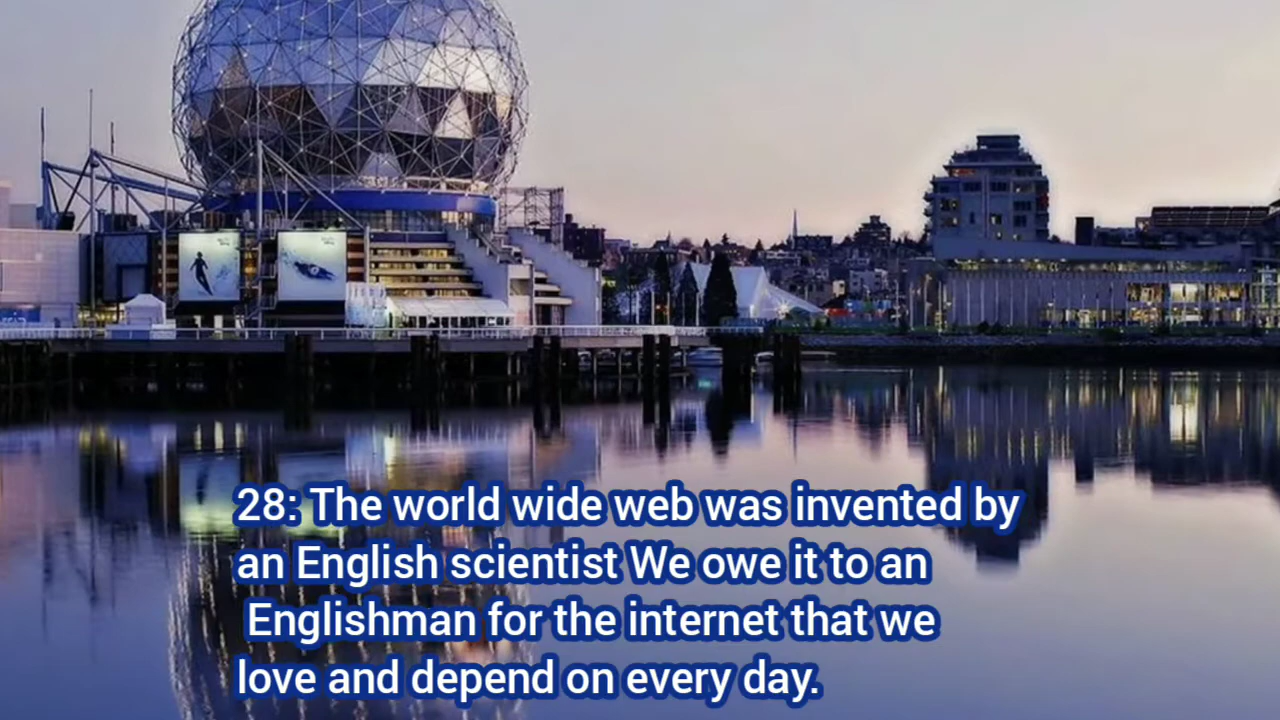 28: The world wide web was invented by
an English scientist We owe it to an
Englishman for the internet that we
love and depend on every day.